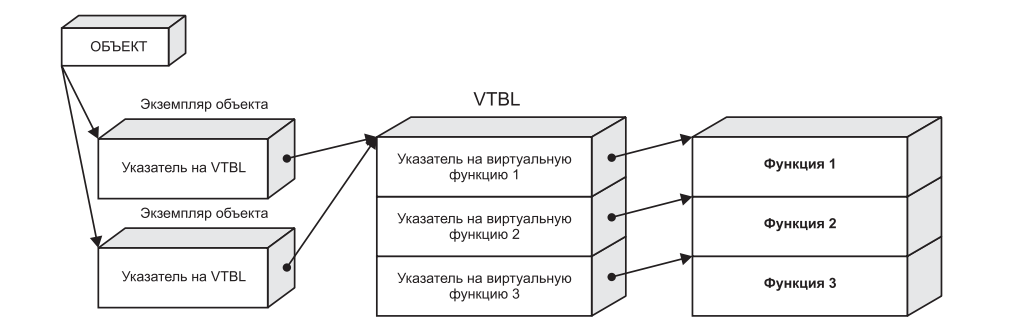 ОБЪЕКТ
Экземпляр объекта
Указатель на VTBL
Экземпляр объекта
Указатель на VTBL
VTBL
Указатель на виртуальную
функцию 1
Указатель на виртуальную
функцию 2
Указатель на виртуальную
функцию 3
Функция 1
Функция 2
Функция 3